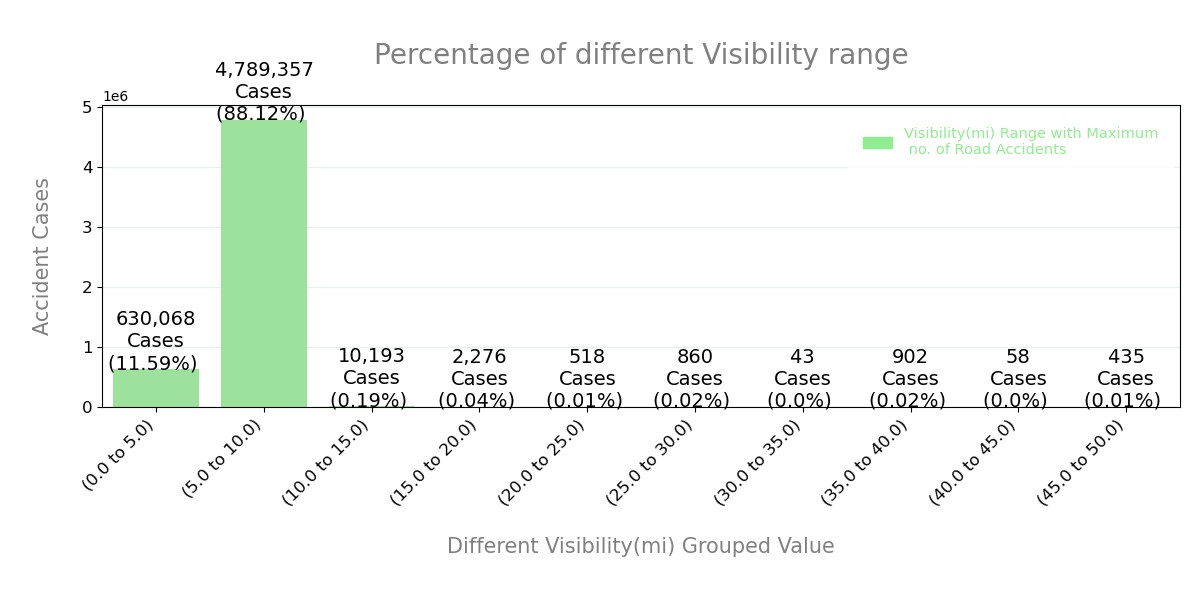 Percentage of different Visibility range
4,789,357
Cases
(88.12%)
1e6
5
4
3
2
1
0
Accident Cases
Visibility(mi) Range with Maximum
no. of Road Accidents
630,068
Cases
(11.59%)
10,193
Cases
(0.19%)
2,276
Cases
(0.04%)
518
Cases
(0.01%)
860
Cases
(0.02%)
43
Cases
(0.0%)
902
Cases
(0.02%)
58
Cases
(0.0%)
435
Cases
(0.01%)
(0.0 to 5.0)
(5.0 to 10.0)
(10.0 to 15.0)
(15.0 to 20.0)
(20.0 to 25.0)
(25.0 to 30.0)
(30.0 to 35.0)
(35.0 to 40.0)
(40.0 to 45.0)
(45.0 to 50.0)
Different Visibility(mi) Grouped Value